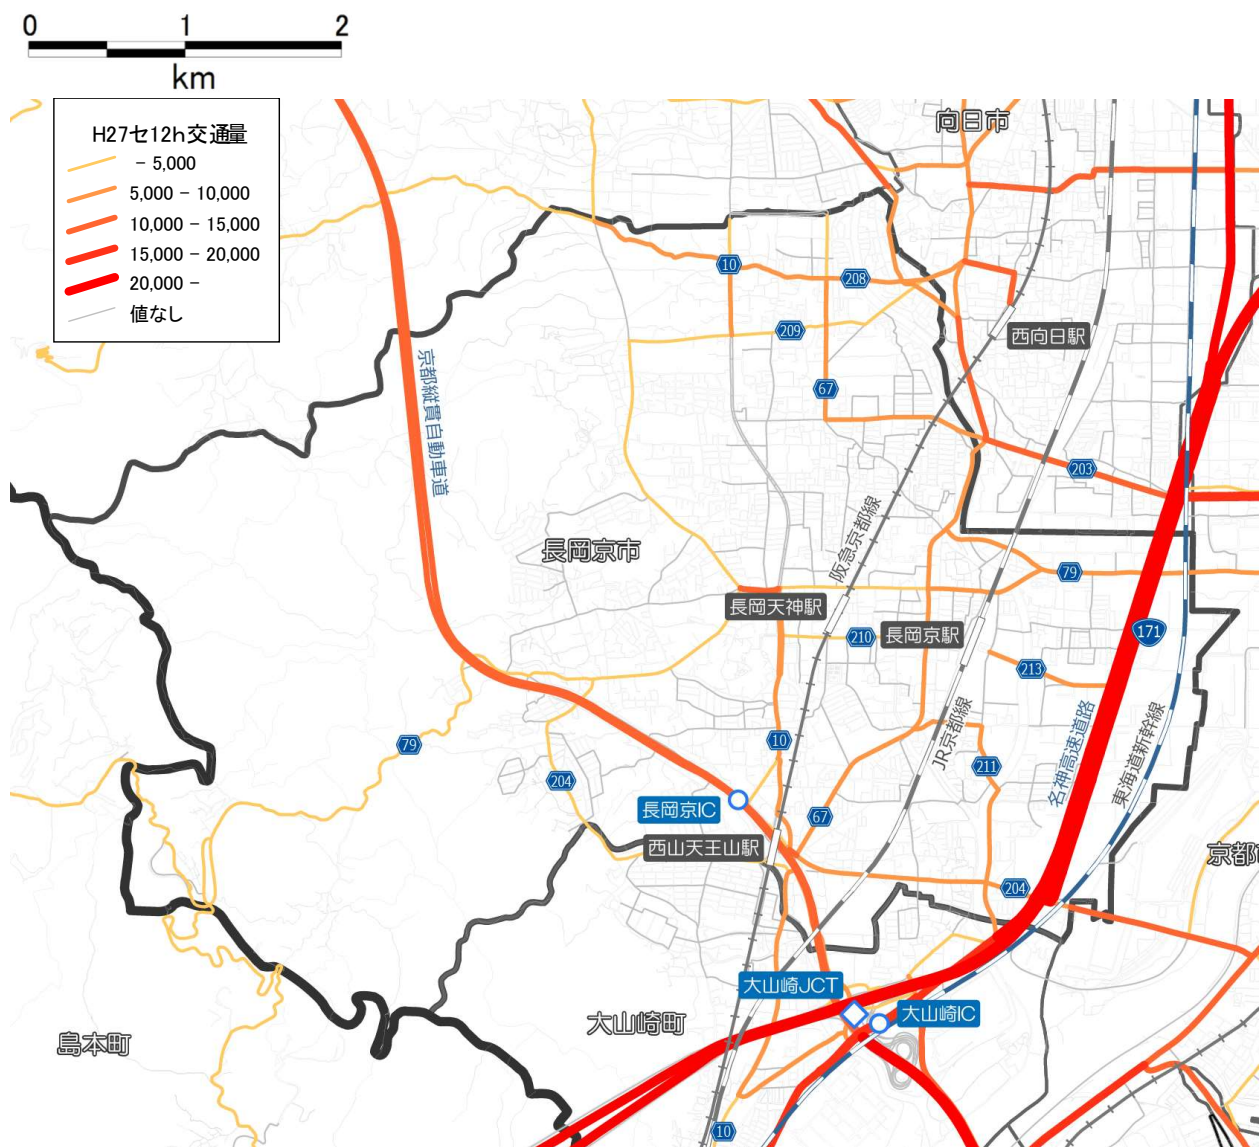 0 1 2
km
H27セ12h交通量
- 5,000
5,000 - 10,000
10,000 - 15,000
15,000 - 20,000
20,000 -
値なし
向日市
10
208
209
西向日駅
67
京都縦貫自動車道
203
阪急京都線
長岡京市
79
長岡天神駅
210
長岡京駅
171
213
JR京都線
名神高速道路
東海道新幹線
79
10
211
204
長岡京IC
67
西山天王山駅
京都
204
大山崎JCT
大山崎IC
大山崎町
島本町
10